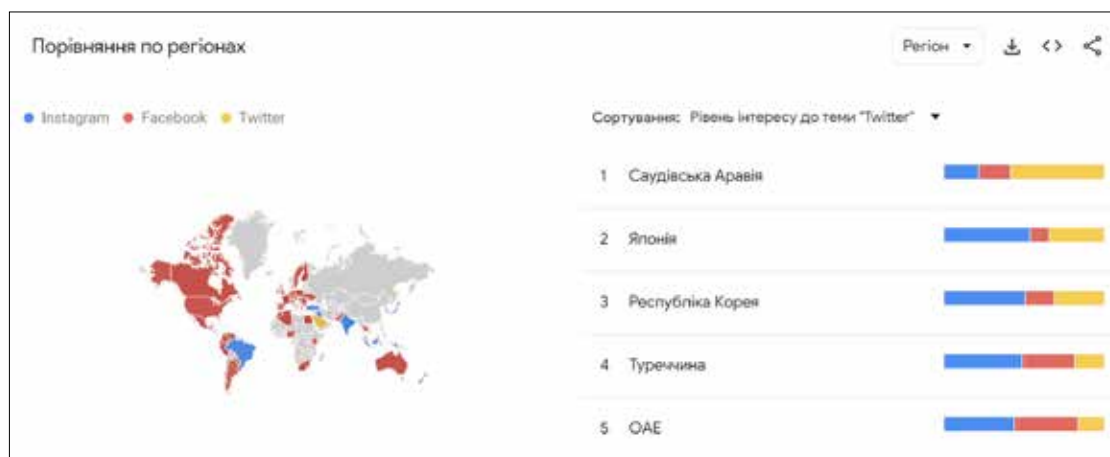 Порівняння по регіонах
Регіон
Instagram Facebook Twitter
Сортування: Рівень інтересу до теми "Twitter"
1 Саудівська Аравія
2 Японія
3 Республіка Корея
4 Туреччина
5 ОАЕ